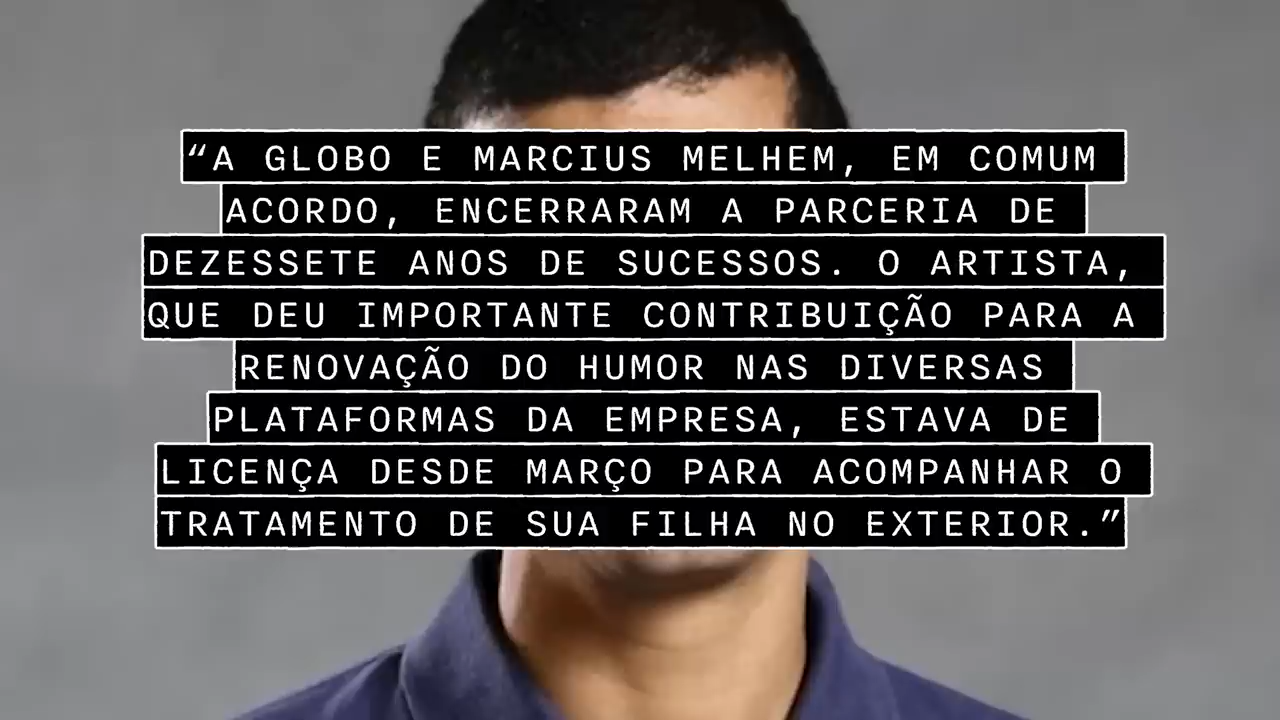 “A GLOBO E MARCIUS MELHEM, EM COMUM
ACORDO, ENCERRARAM A PARCERIA DE
DEZESSETE ANOS DE SUCESSOS. O ARTISTA,
QUE DEU IMPORTANTE CONTRIBUIÇÃO PARA A
RENOVAÇÃO DO HUMOR NAS DIVERSAS
PLATAFORMAS DA EMPRESA, ESTAVA DE
LICENÇA DESDE MARÇO PARA ACOMPANHAR O
TRATAMENTO DE SUA FILHA NO EXTERIOR.”